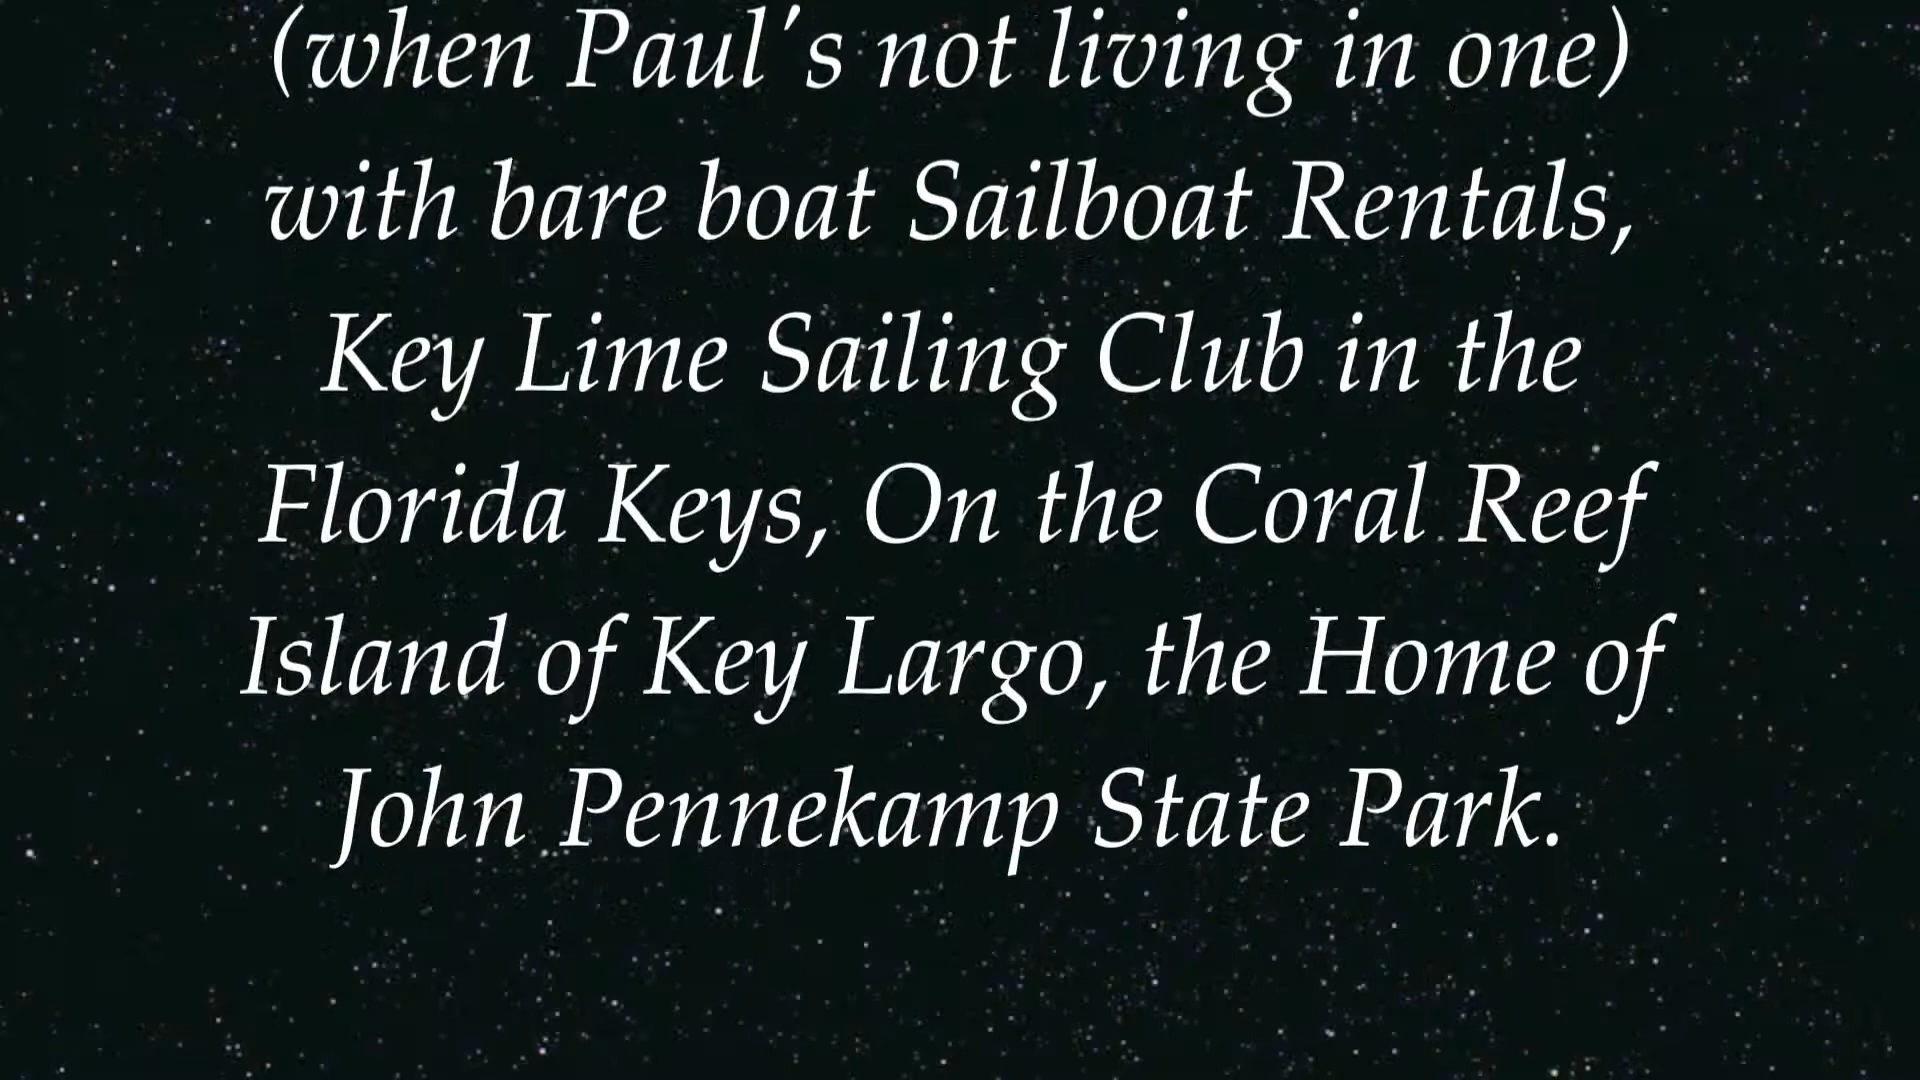 (when Paul's not living in one)
with bare boat Sailboat Rentals,
Key Lime Sailing Club in the
Florida Keys, On the Coral Reef
Island of Key Largo, the Home of
John Pennekamp State Park.